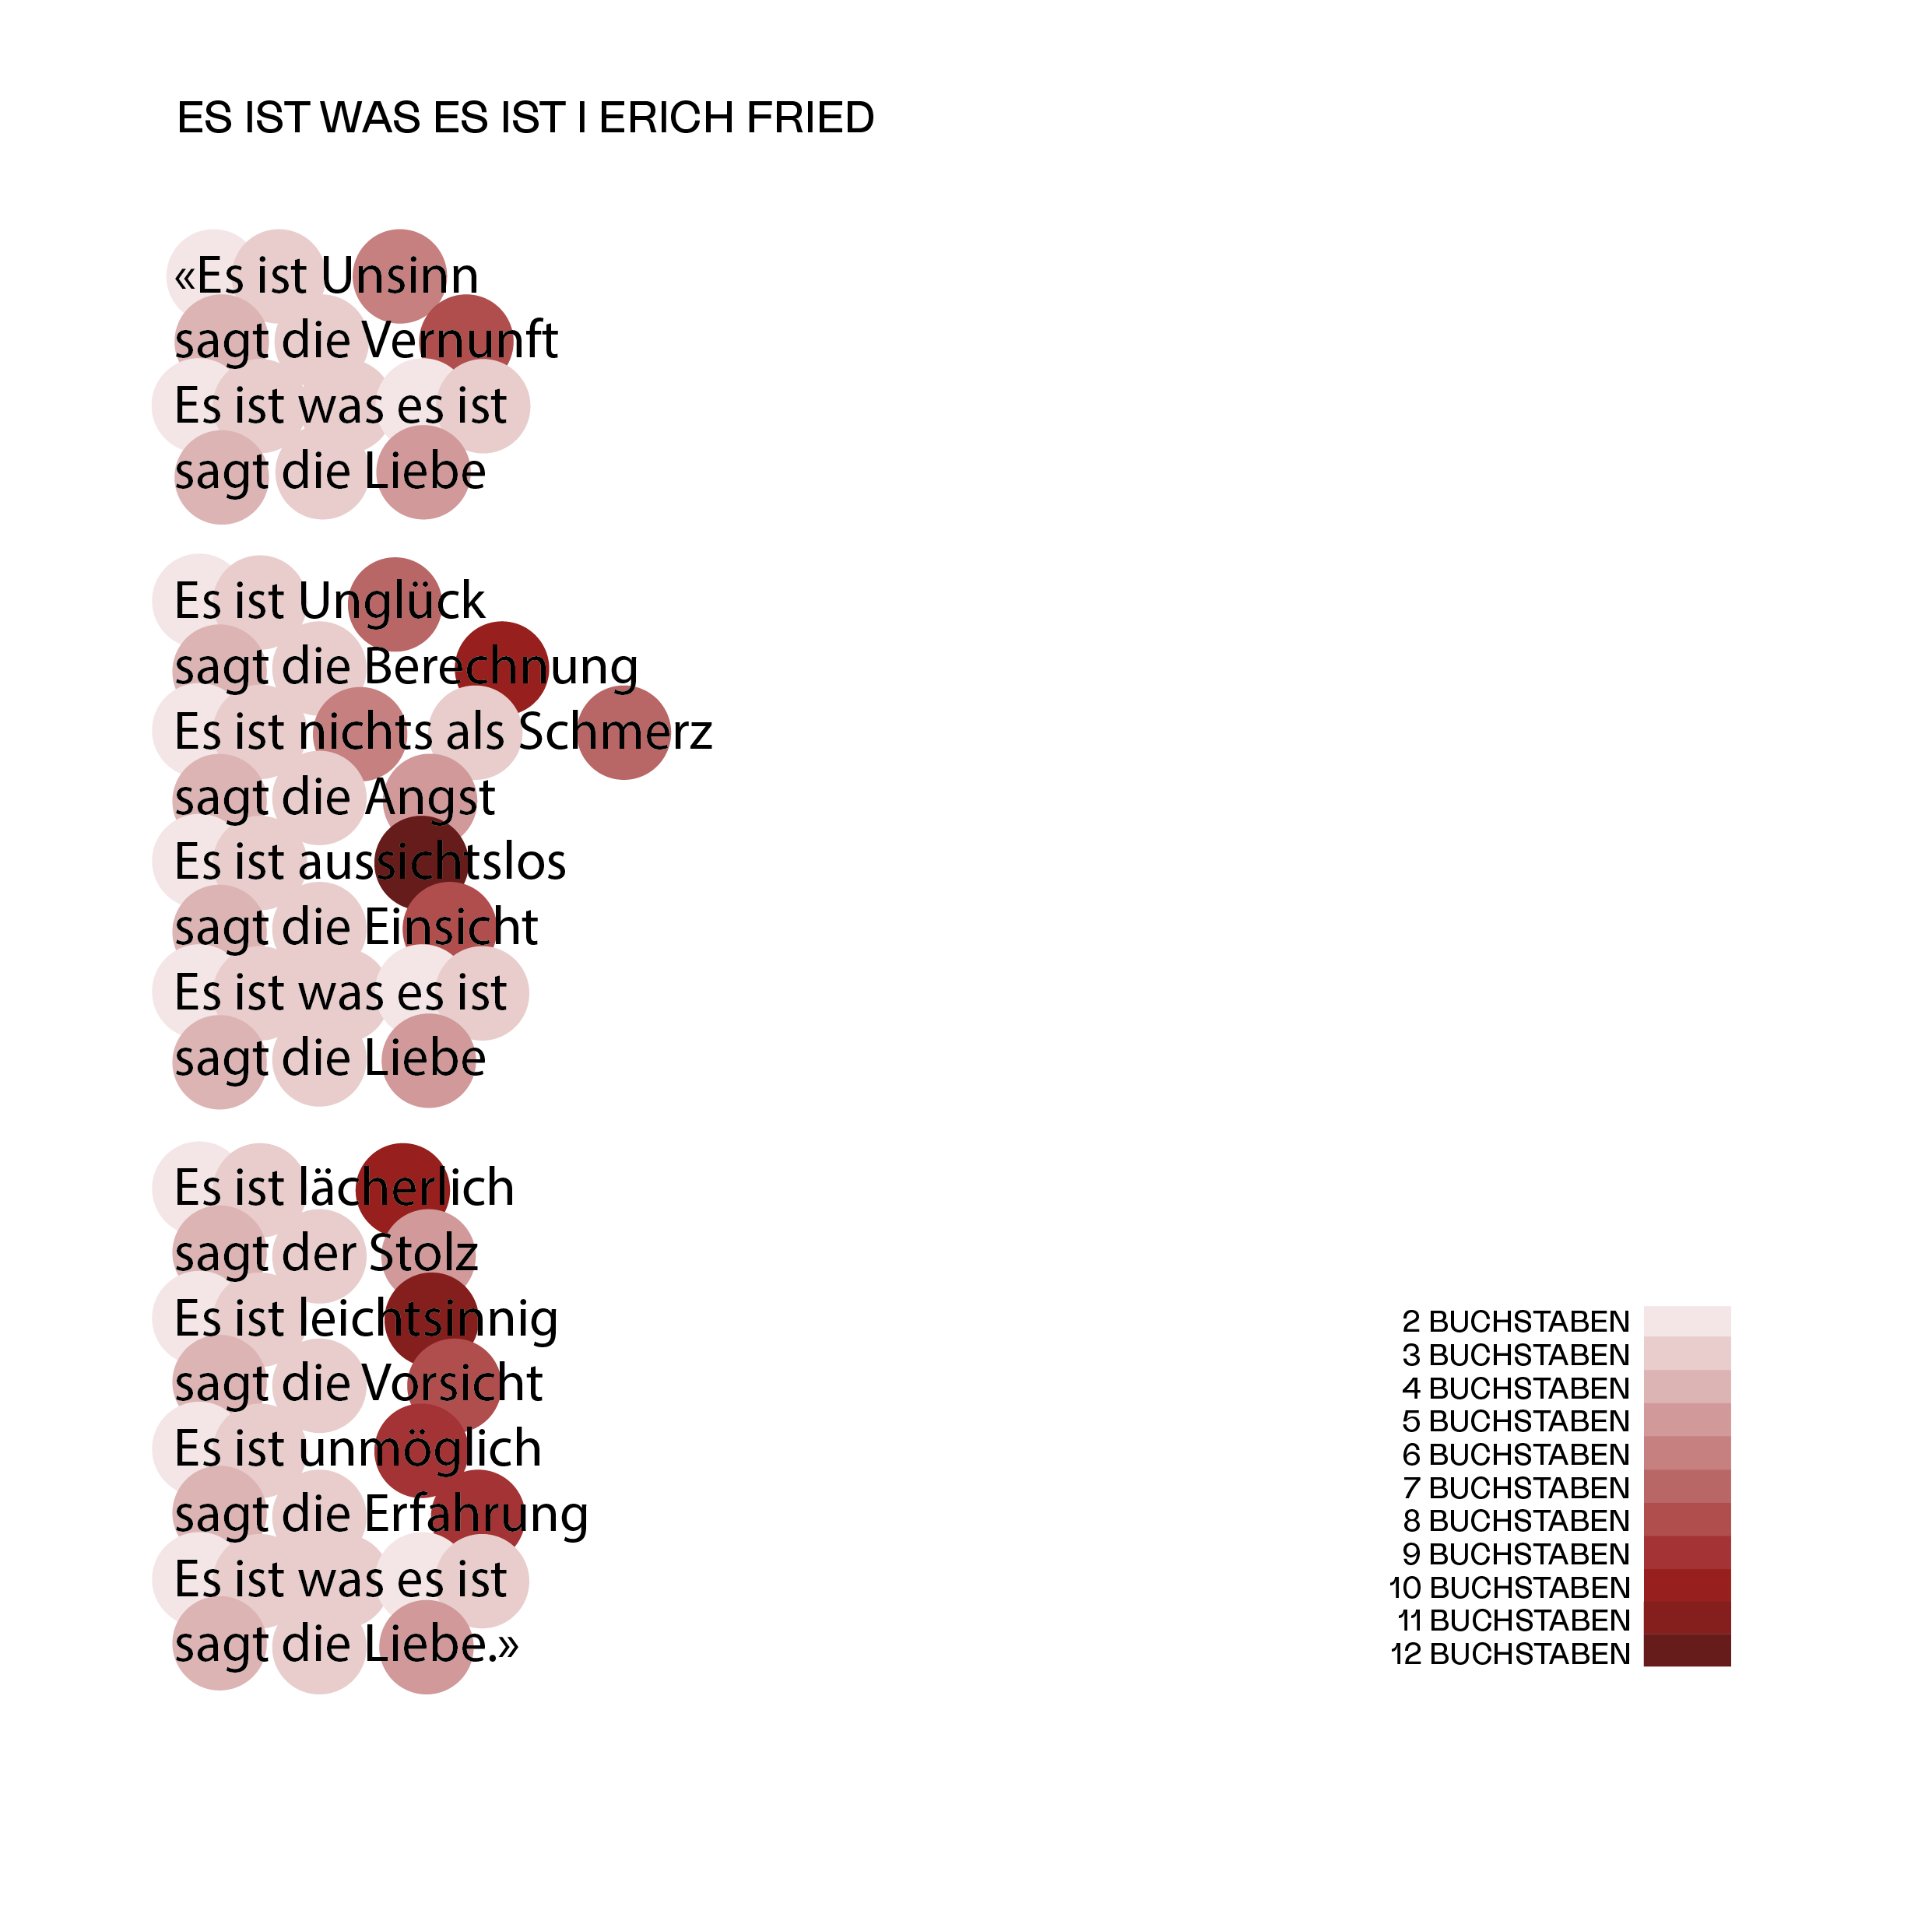 ES IST WAS ES IST I ERICH FRIED
«Es ist Unsinn
sagt die Vernunft
Es ist was es ist
sagt die Liebe
Es ist Unglück
sagt die Berechnung
Es ist nichts als Schmerz
sagt die Angst
Es ist aussichtslos
sagt die Einsicht
Es ist was es ist
sagt die Liebe
Es ist lächerlich
sagt der Stolz
Es ist leichtsinnig
sagt die Vorsicht
Es ist unmöglich
sagt die Erfahrung
Es ist was es ist
sagt die Liebe.»
2 BUCHSTABEN
3 BUCHSTABEN
4 BUCHSTABEN
5 BUCHSTABEN
6 BUCHSTABEN
7 BUCHSTABEN
8 BUCHSTABEN
9 BUCHSTABEN
10 BUCHSTABEN
11 BUCHSTABEN
12 BUCHSTABEN